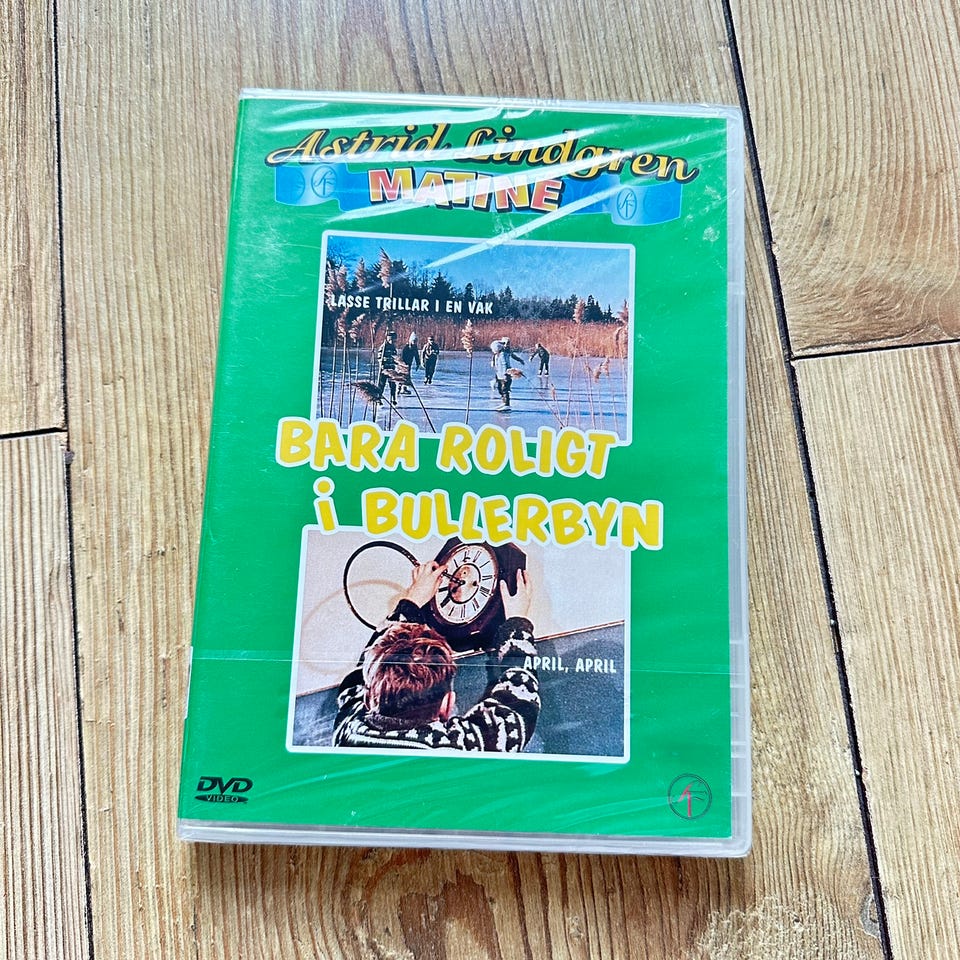 Astrid Lindgren
MATINE
LASSE TRILLAR I EN VAK
BARA ROLIGT
i BULLERBYN
APRIL, APRIL
DVD
VIDEO